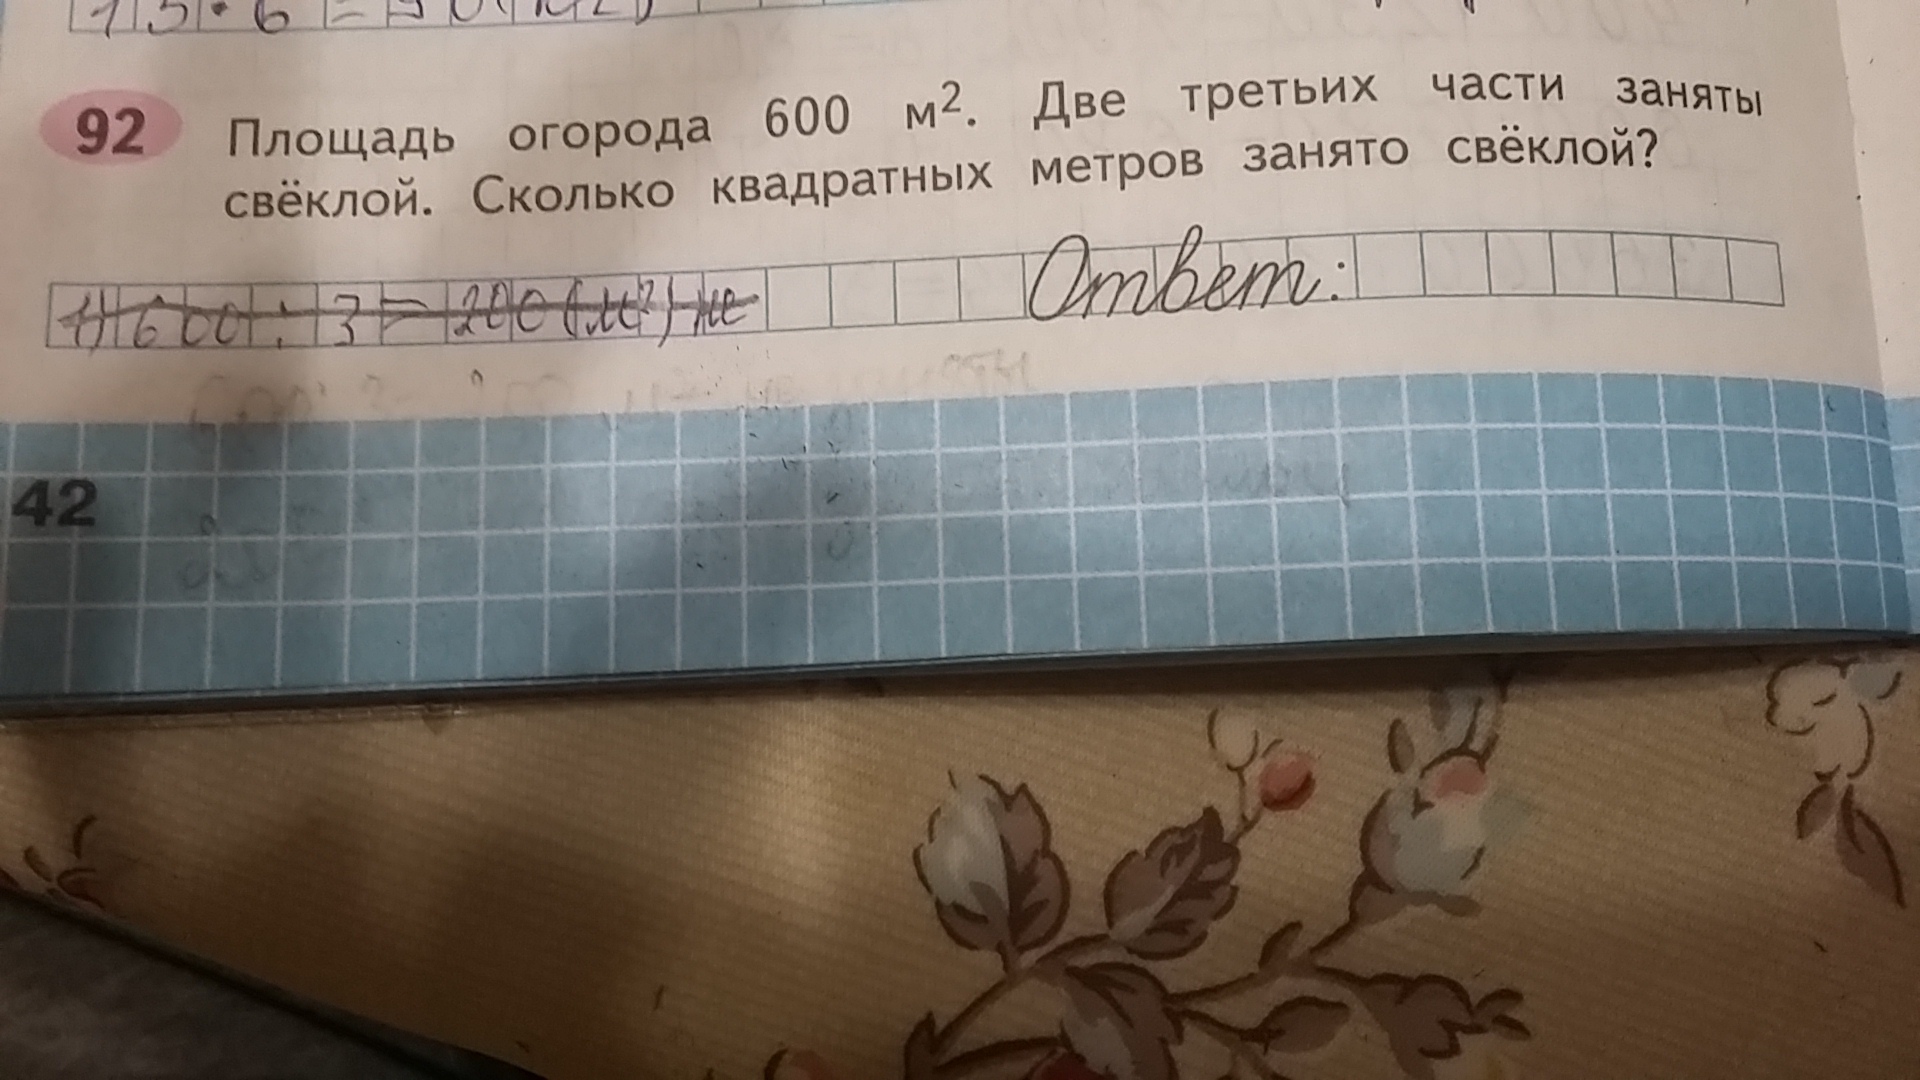 92 Площадь огорода 600 м². Две третьих части заняты
свёклой. Сколько квадратных метров занято свёклой?
1) 600 : 3 = 200 (м²) не Ответ:
42